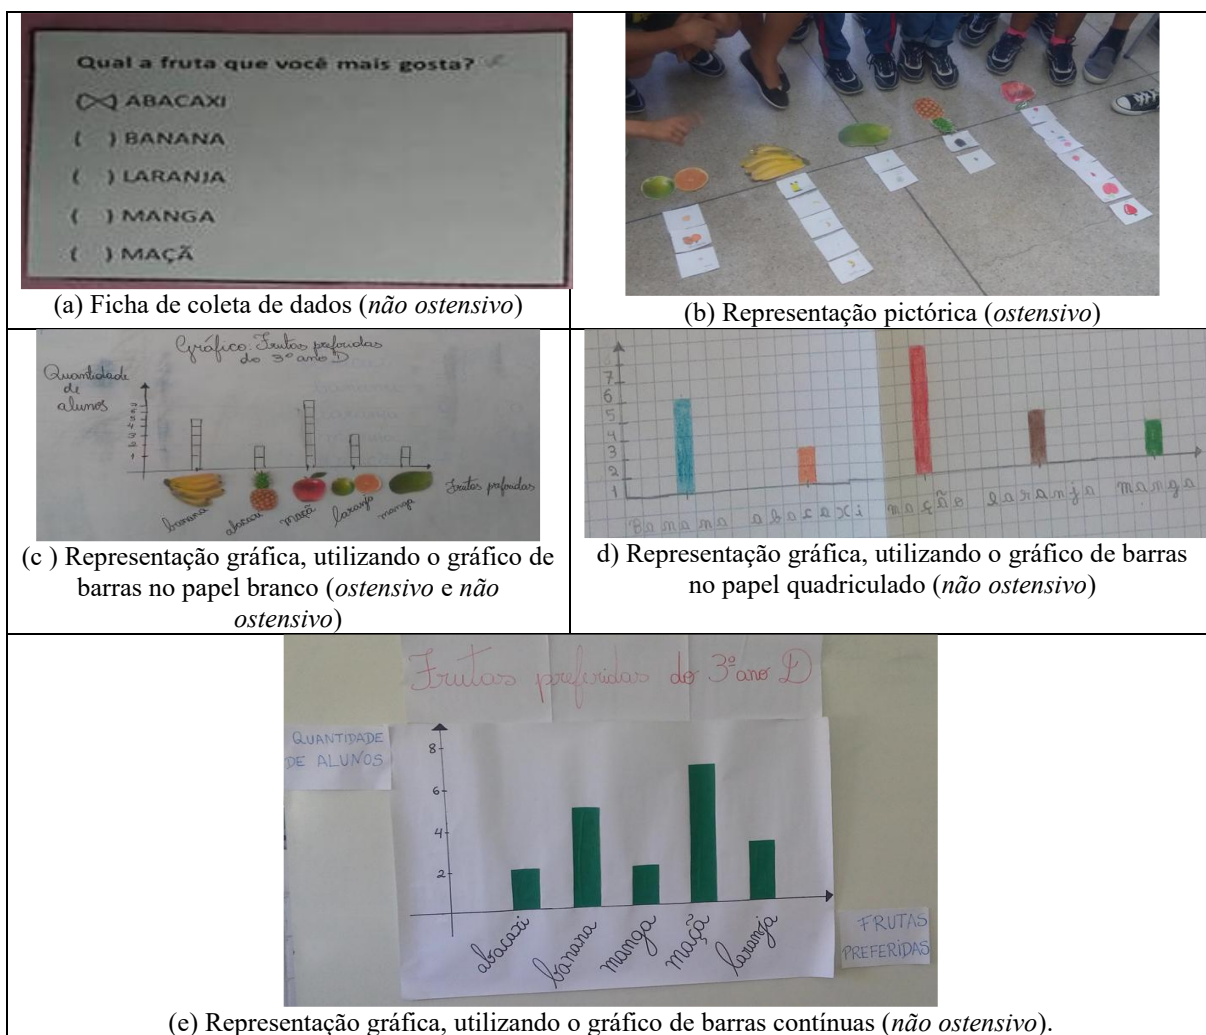 Qual a fruta que você mais gosta?
(X) ABACAXI
( ) BANANA
( ) LARANJA
( ) MANGA
( ) MAÇÃ
(a) Ficha de coleta de dados (não ostensivo)
(b) Representação pictórica (ostensivo)
Gráfico: Frutas preferidas
do 3º ano D
Quantidade
de
alunos
banana
abacaxi
maçã
laranja
manga
Frutas preferidas
(c ) Representação gráfica, utilizando o gráfico de
barras no papel branco (ostensivo e não
ostensivo)
7
6
5
4
3
2
1
Banana
abacaxi
mação
laranja
manga
d) Representação gráfica, utilizando o gráfico de barras
no papel quadriculado (não ostensivo)
Frutas preferidas do 3º ano D
QUANTIDADE
DE ALUNOS
8
6
4
2
abacaxi
banana
manga
maçã
laranja
FRUTAS
PREFERIDAS
(e) Representação gráfica, utilizando o gráfico de barras contínuas (não ostensivo).